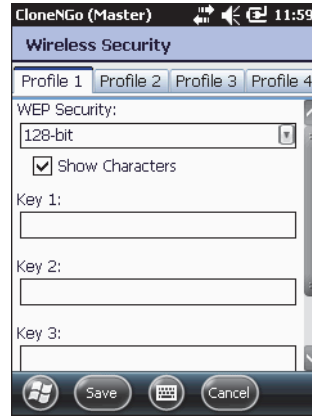 CloneNGo (Master) 11:59
Wireless Security
Profile 1 Profile 2 Profile 3 Profile 4
WEP Security:
128-bit
Show Characters
Key 1:
Key 2:
Key 3:
Save Cancel